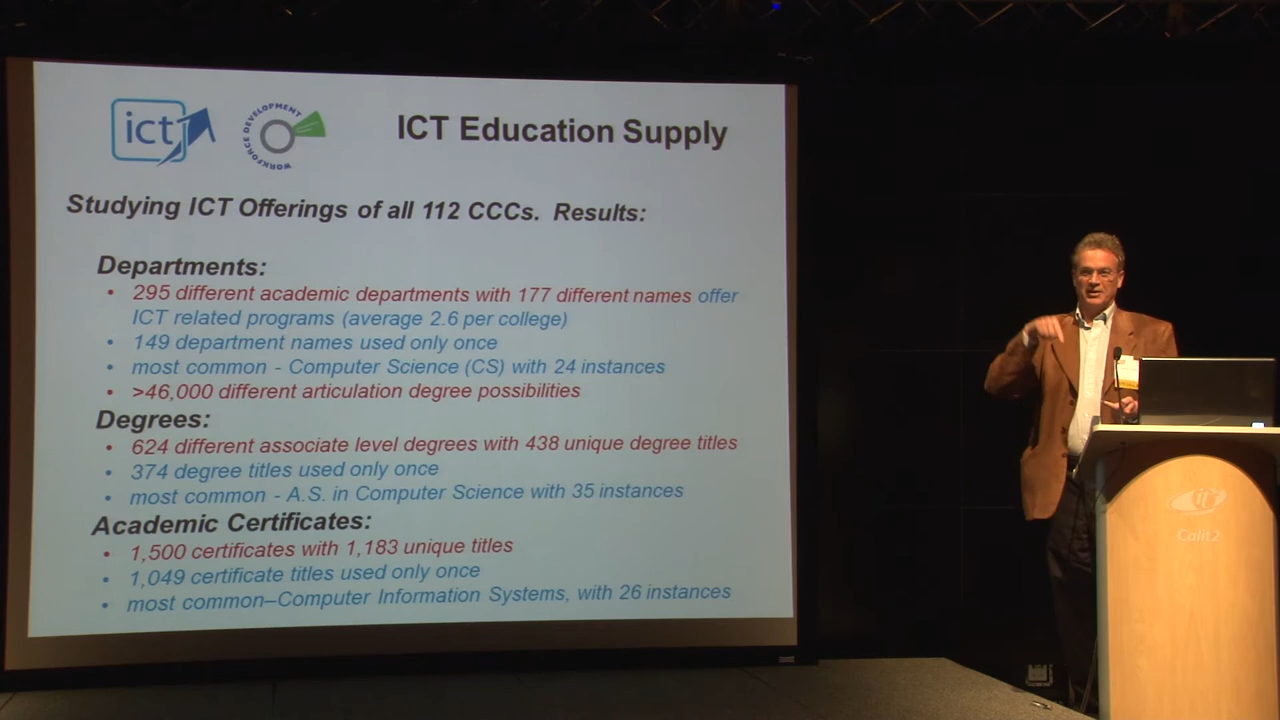 ict
WORKFORCE DEVELOPMENT
ICT Education Supply
Studying ICT Offerings of all 112 CCCs. Results:
Departments:
• 295 different academic departments with 177 different names offer
ICT related programs (average 2.6 per college)
• 149 department names used only once
• most common - Computer Science (CS) with 24 instances
• >46,000 different articulation degree possibilities
Degrees:
• 624 different associate level degrees with 438 unique degree titles
• 374 degree titles used only once
• most common - A.S. in Computer Science with 35 instances
Academic Certificates:
• 1,500 certificates with 1,183 unique titles
• 1,049 certificate titles used only once
• most common–Computer Information Systems, with 26 instances
it
Calit2